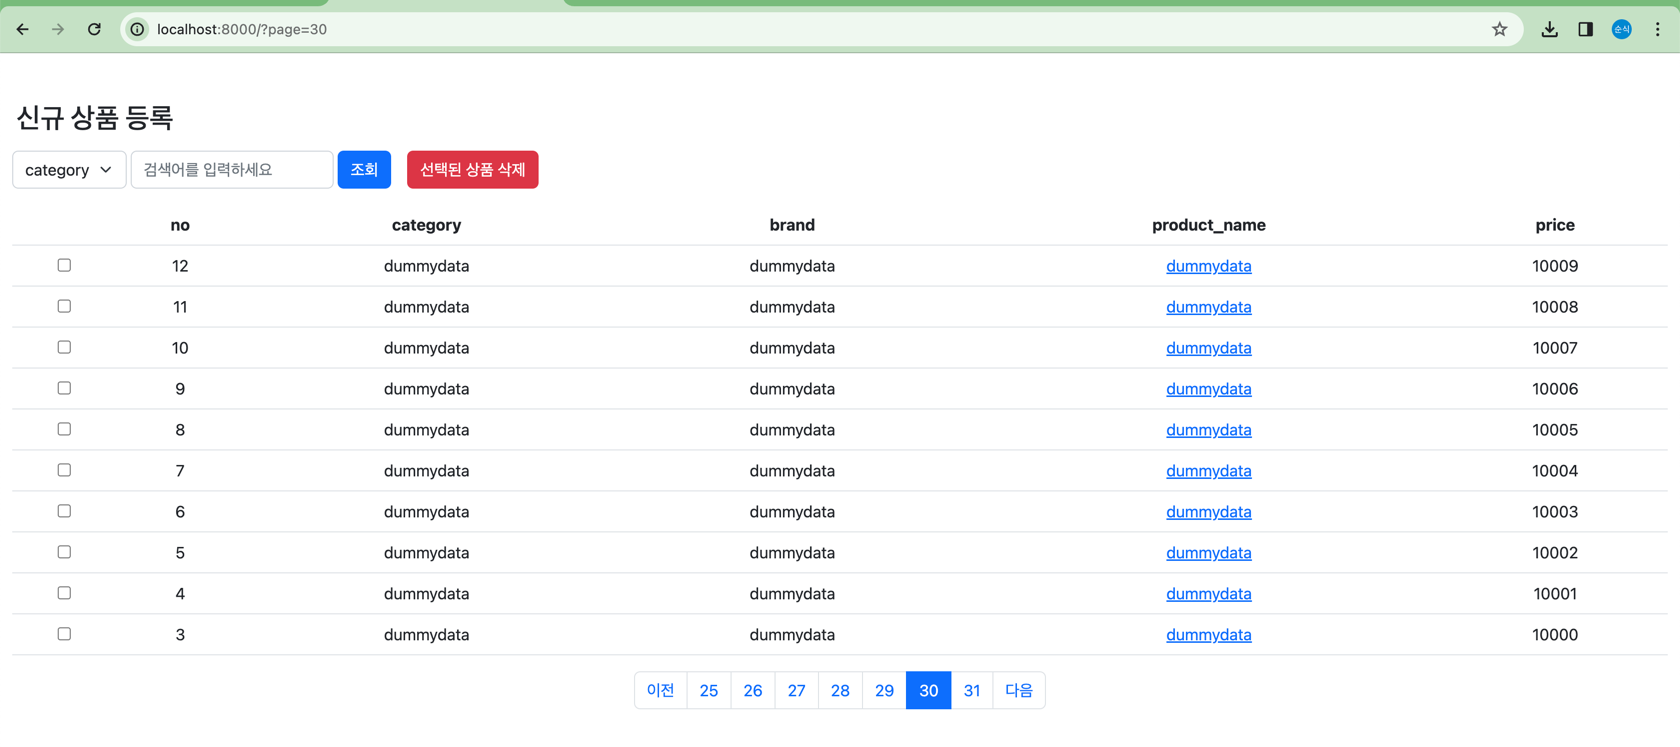 localhost:8000/?page=30
순식
신규 상품 등록
category 검색어를 입력하세요 조회 선택된 상품 삭제
no category brand product_name price
12 dummydata dummydata dummydata 10009
11 dummydata dummydata dummydata 10008
10 dummydata dummydata dummydata 10007
9 dummydata dummydata dummydata 10006
8 dummydata dummydata dummydata 10005
7 dummydata dummydata dummydata 10004
6 dummydata dummydata dummydata 10003
5 dummydata dummydata dummydata 10002
4 dummydata dummydata dummydata 10001
3 dummydata dummydata dummydata 10000
이전 25 26 27 28 29 30 31 다음